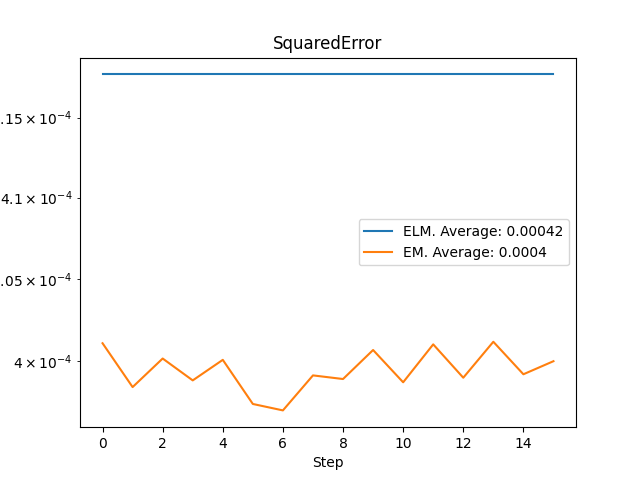 SquaredError
.15 × 10⁻⁴
4.1 × 10⁻⁴
.05 × 10⁻⁴
4 × 10⁻⁴
ELM. Average: 0.00042
EM. Average: 0.0004
0 2 4 6 8 10 12 14
Step